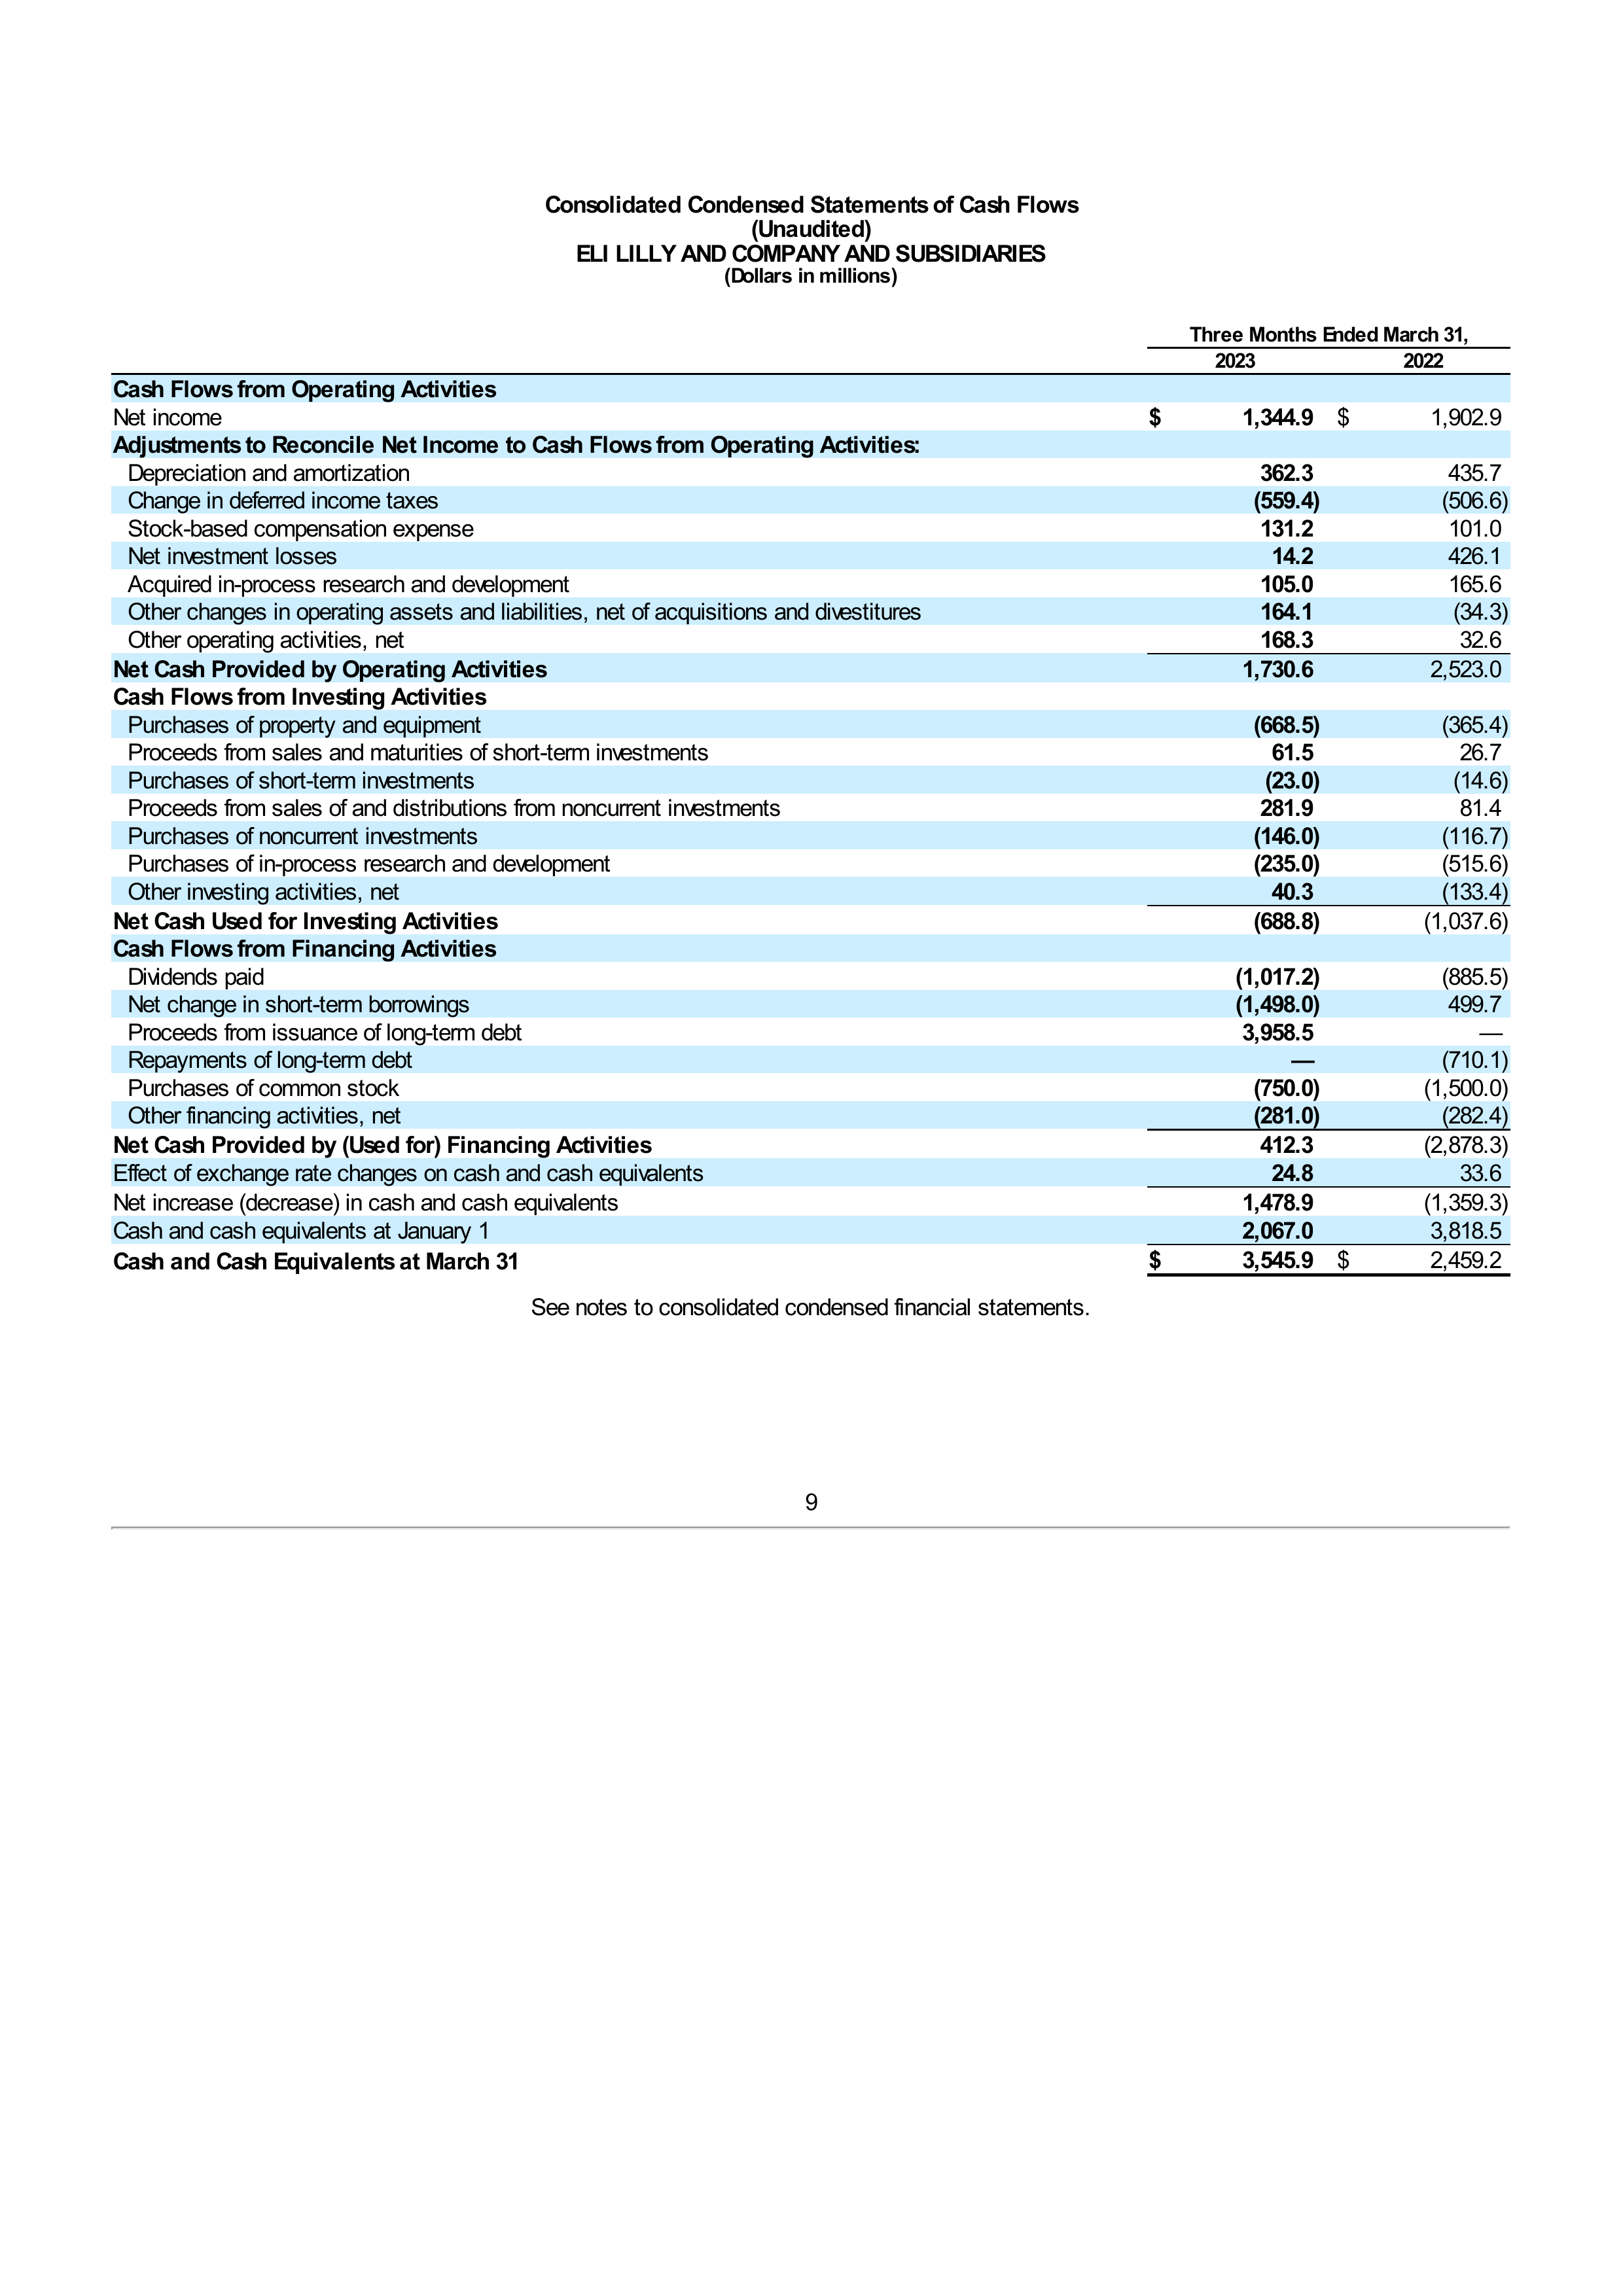 Consolidated Condensed Statements of Cash Flows
(Unaudited)
ELI LILLY AND COMPANY AND SUBSIDIARIES
(Dollars in millions)
Three Months Ended March 31,
2023 2022
Cash Flows from Operating Activities
Net income $ 1,344.9 $ 1,902.9
Adjustments to Reconcile Net Income to Cash Flows from Operating Activities:
Depreciation and amortization 362.3 435.7
Change in deferred income taxes (559.4) (506.6)
Stock-based compensation expense 131.2 101.0
Net investment losses 14.2 426.1
Acquired in-process research and development 105.0 165.6
Other changes in operating assets and liabilities, net of acquisitions and divestitures 164.1 (34.3)
Other operating activities, net 168.3 32.6
Net Cash Provided by Operating Activities 1,730.6 2,523.0
Cash Flows from Investing Activities
Purchases of property and equipment (668.5) (365.4)
Proceeds from sales and maturities of short-term investments 61.5 26.7
Purchases of short-term investments (23.0) (14.6)
Proceeds from sales of and distributions from noncurrent investments 281.9 81.4
Purchases of noncurrent investments (146.0) (116.7)
Purchases of in-process research and development (235.0) (515.6)
Other investing activities, net 40.3 (133.4)
Net Cash Used for Investing Activities (688.8) (1,037.6)
Cash Flows from Financing Activities
Dividends paid (1,017.2) (885.5)
Net change in short-term borrowings (1,498.0) 499.7
Proceeds from issuance of long-term debt 3,958.5 —
Repayments of long-term debt — (710.1)
Purchases of common stock (750.0) (1,500.0)
Other financing activities, net (281.0) (282.4)
Net Cash Provided by (Used for) Financing Activities 412.3 (2,878.3)
Effect of exchange rate changes on cash and cash equivalents 24.8 33.6
Net increase (decrease) in cash and cash equivalents 1,478.9 (1,359.3)
Cash and cash equivalents at January 1 2,067.0 3,818.5
Cash and Cash Equivalents at March 31 $ 3,545.9 $ 2,459.2
See notes to consolidated condensed financial statements.
9